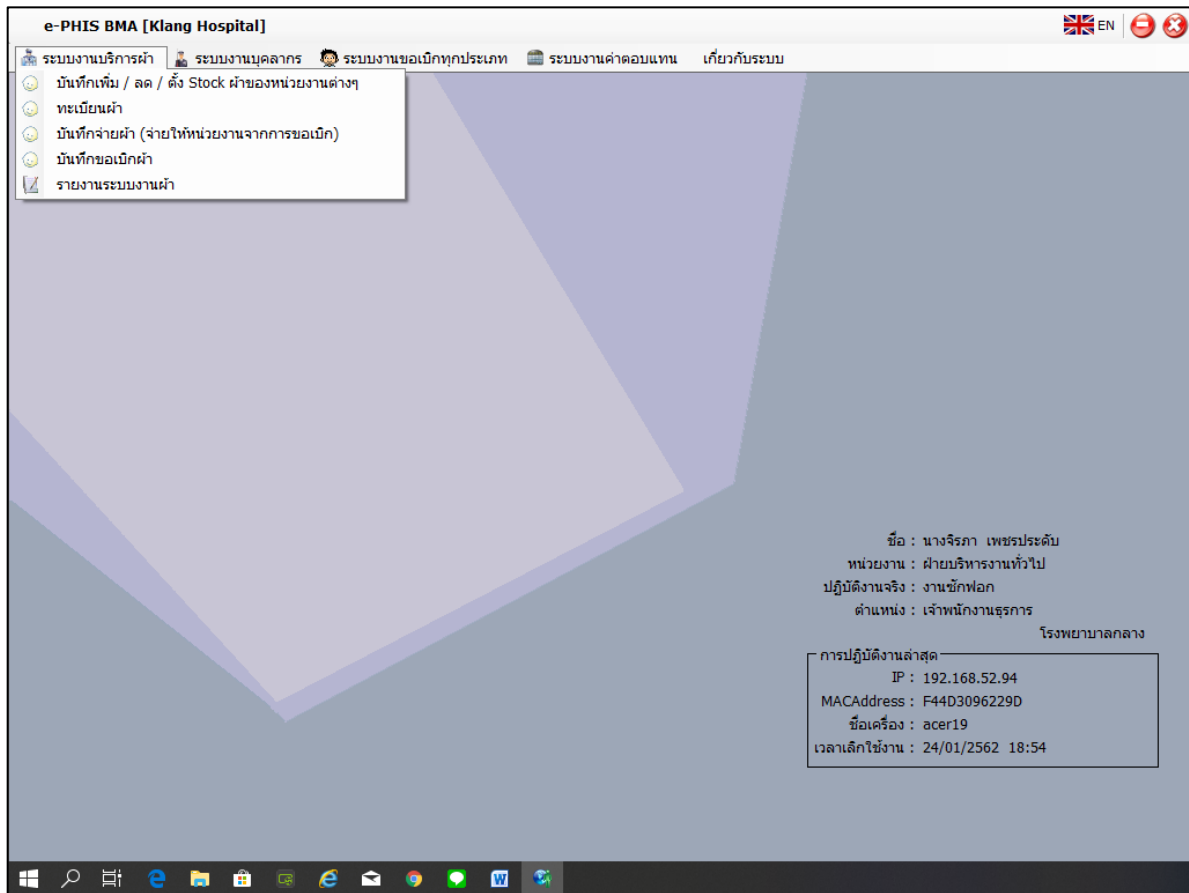 e-PHIS BMA [Klang Hospital]
EN
ระบบงานบริการผ้า ระบบงานบุคลากร ระบบงานขอเบิกทุกประเภท ระบบงานค่าตอบแทน เกี่ยวกับระบบ
บันทึกเพิ่ม / ลด / ตั้ง Stock ผ้าของหน่วยงานต่างๆ
ทะเบียนผ้า
บันทึกจ่ายผ้า (จ่ายให้หน่วยงานจากการขอเบิก)
บันทึกขอเบิกผ้า
รายงานระบบงานผ้า
ชื่อ : นางจิรภา เพชรประดับ
หน่วยงาน : ฝ่ายบริหารงานทั่วไป
ปฏิบัติงานจริง : งานซักฟอก
ตำแหน่ง : เจ้าพนักงานธุรการ
โรงพยาบาลกลาง
การปฏิบัติงานล่าสุด
IP : 192.168.52.94
MACAddress : F44D3096229D
ชื่อเครื่อง : acer19
เวลาเลิกใช้งาน : 24/01/2562 18:54